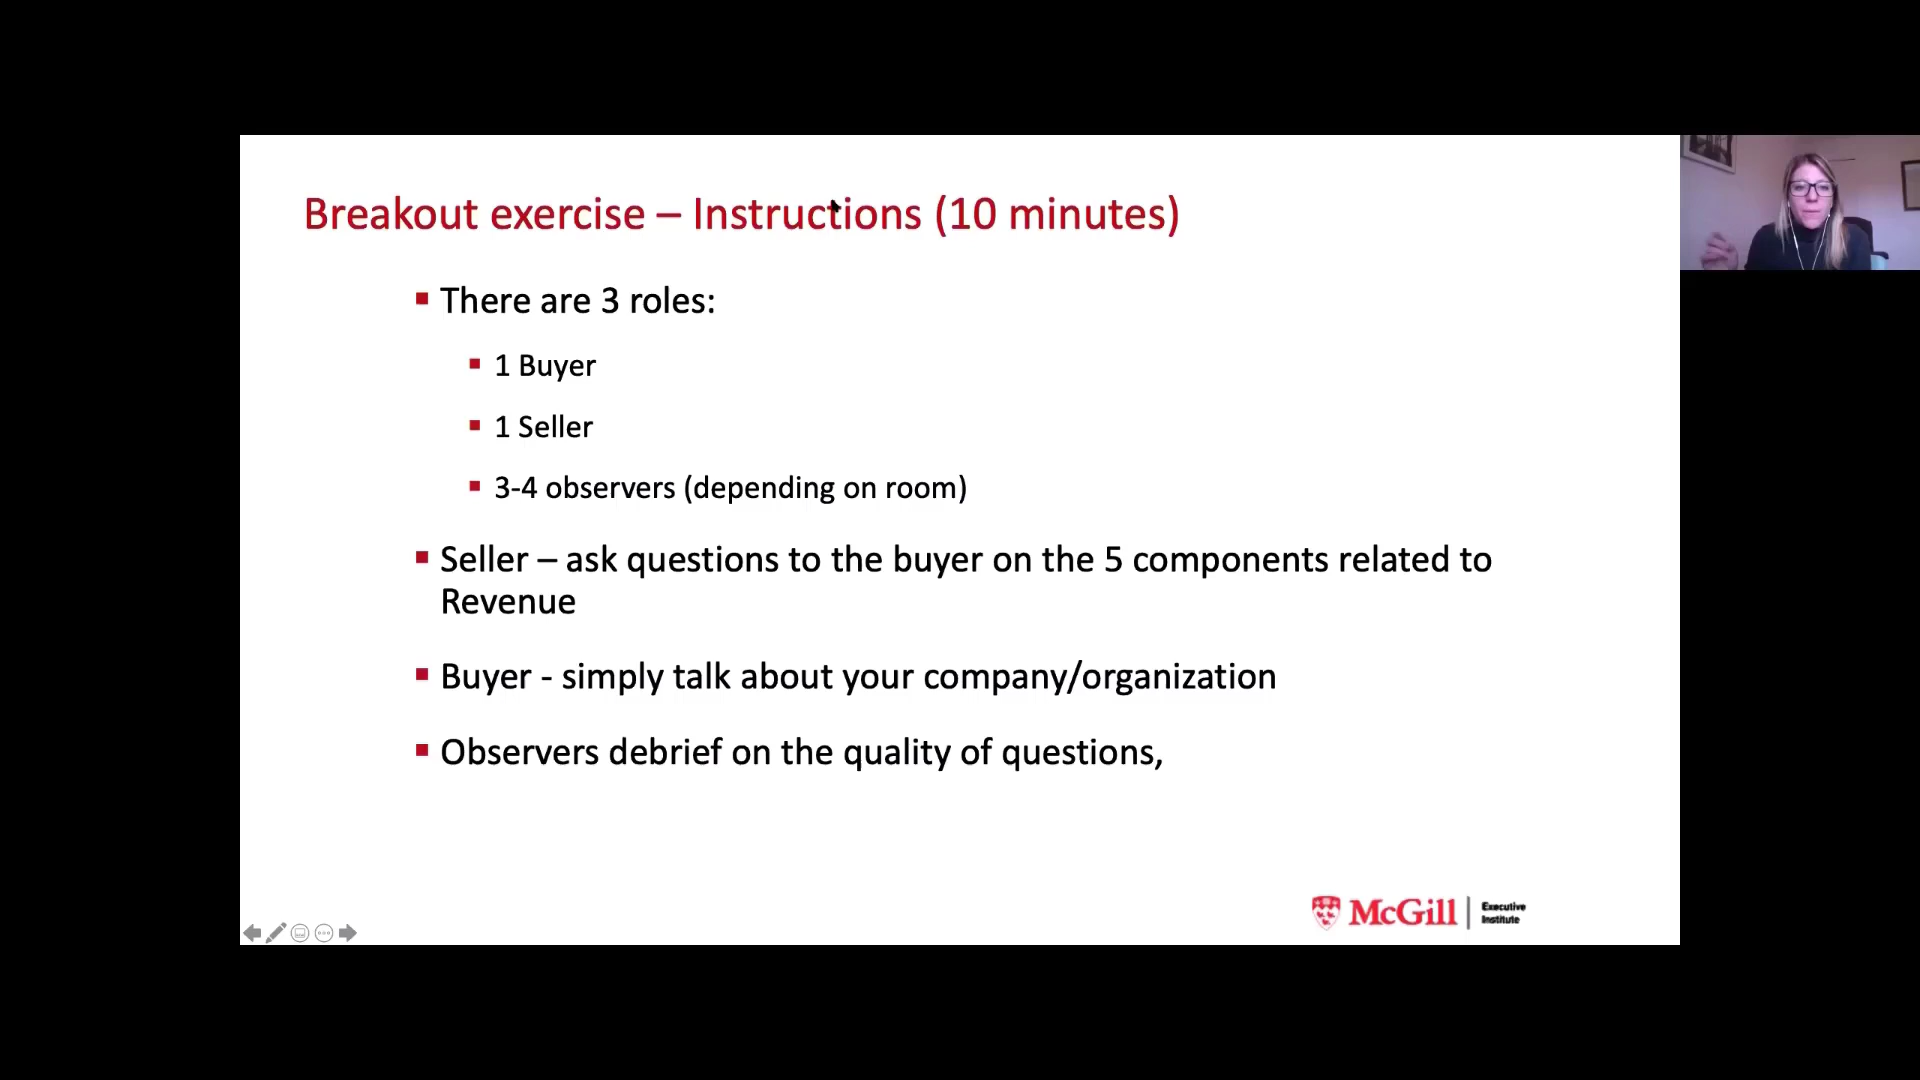 Breakout exercise – Instructions (10 minutes)
There are 3 roles:
1 Buyer
1 Seller
3-4 observers (depending on room)
Seller – ask questions to the buyer on the 5 components related to
Revenue
Buyer - simply talk about your company/organization
Observers debrief on the quality of questions,
McGill
Executive
Institute